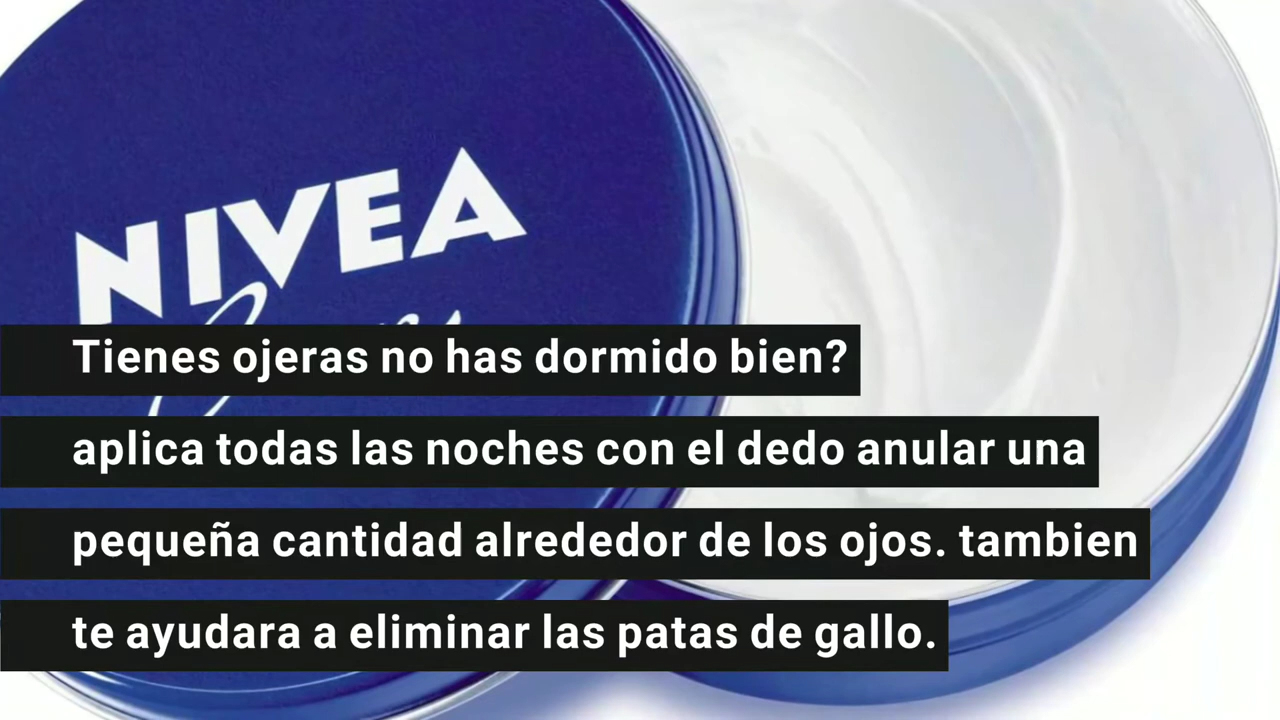 NIVEA
Tienes ojeras no has dormido bien?
aplica todas las noches con el dedo anular una
pequeña cantidad alrededor de los ojos. tambien
te ayudara a eliminar las patas de gallo.